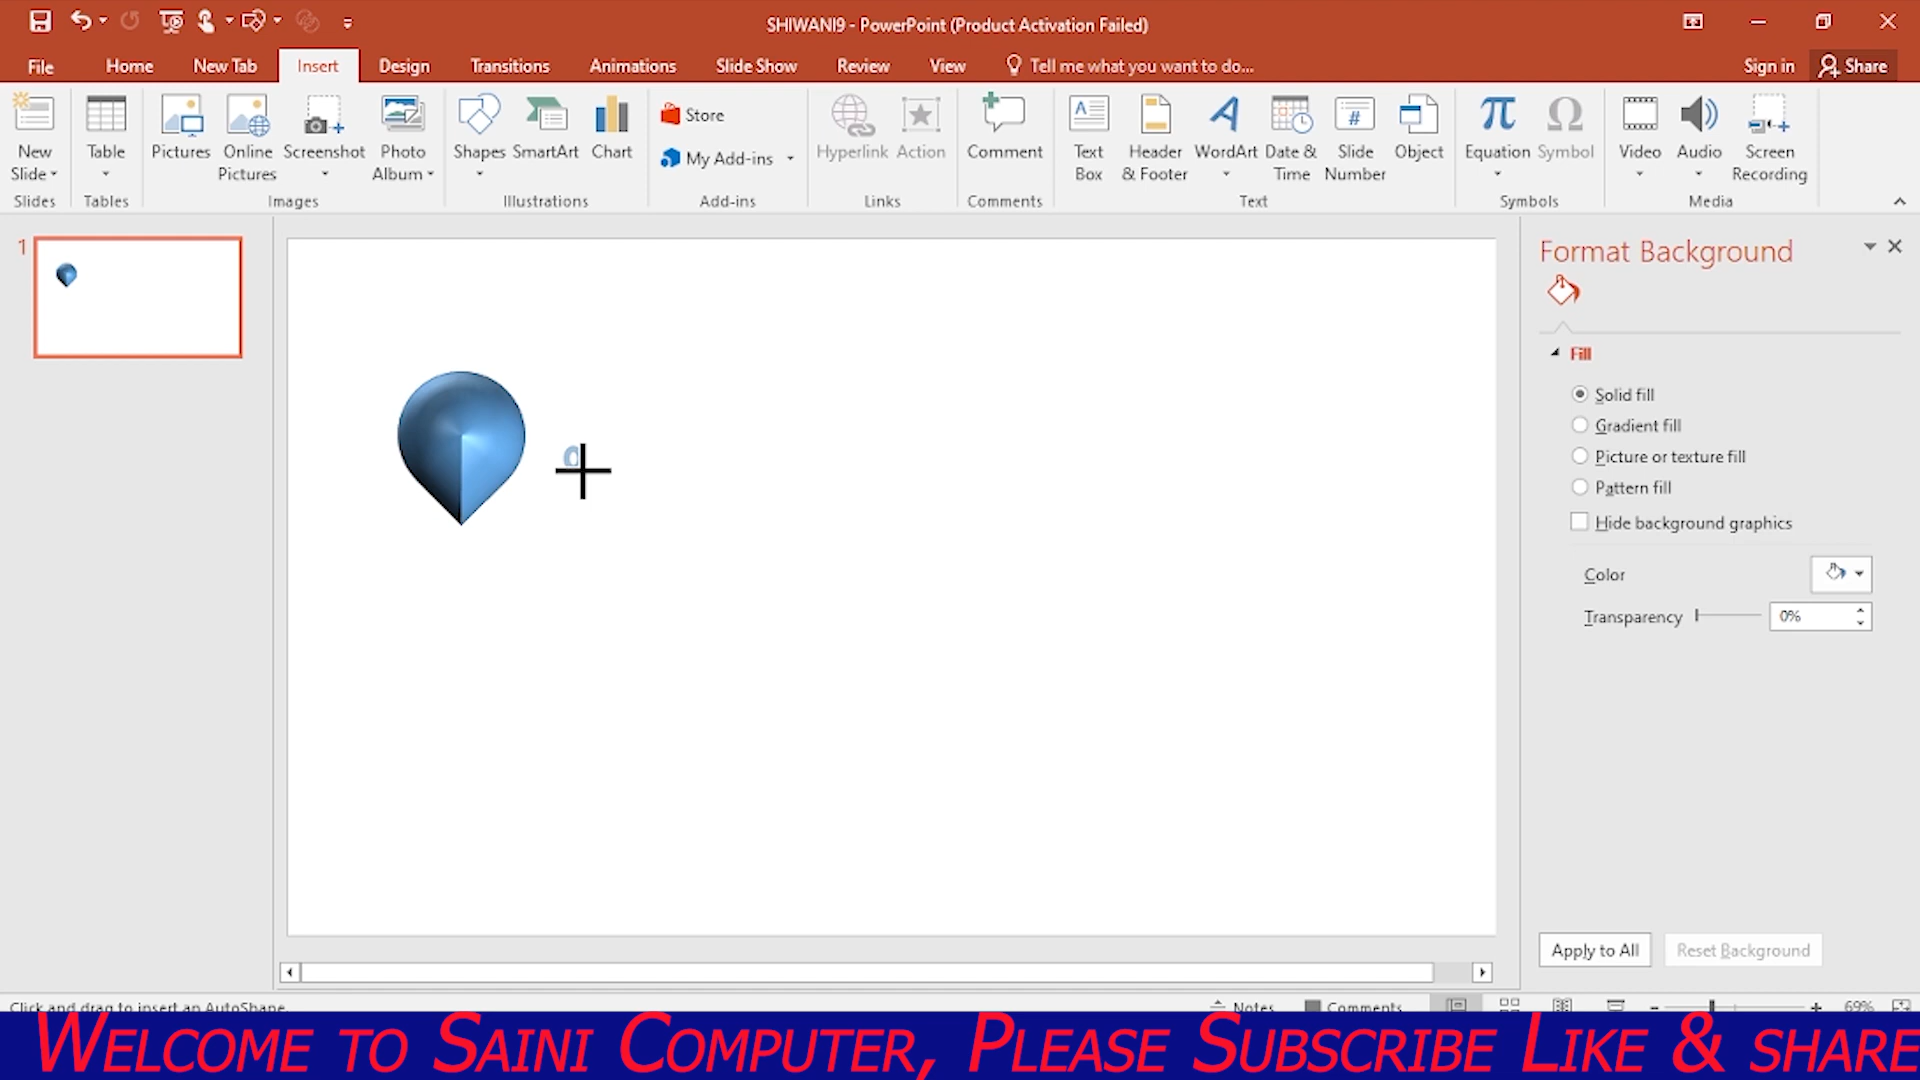 SHIWANI9 - PowerPoint (Product Activation Failed)
File Home New Tab Insert Design Transitions Animations Slide Show Review View Tell me what you want to do... Sign in Share
New Slide
Table
Pictures
Online Pictures
Screenshot
Photo Album
Shapes
SmartArt
Chart
Store
My Add-ins
Hyperlink
Action
Comment
Text Box
Header & Footer
WordArt
Date & Time
Slide Number
#
Object
Equation
Symbol
Video
Audio
Screen Recording
Slides Tables Images Illustrations Add-ins Links Comments Text Symbols Media
1
Format Background
Fill
Solid fill
Gradient fill
Picture or texture fill
Pattern fill
Hide background graphics
Color
Transparency 0%
Apply to All Reset Background
Click and drag to insert an AutoShape. Notes Comments 69%
WELCOME TO SAINI COMPUTER, PLEASE SUBSCRIBE LIKE & SHARE